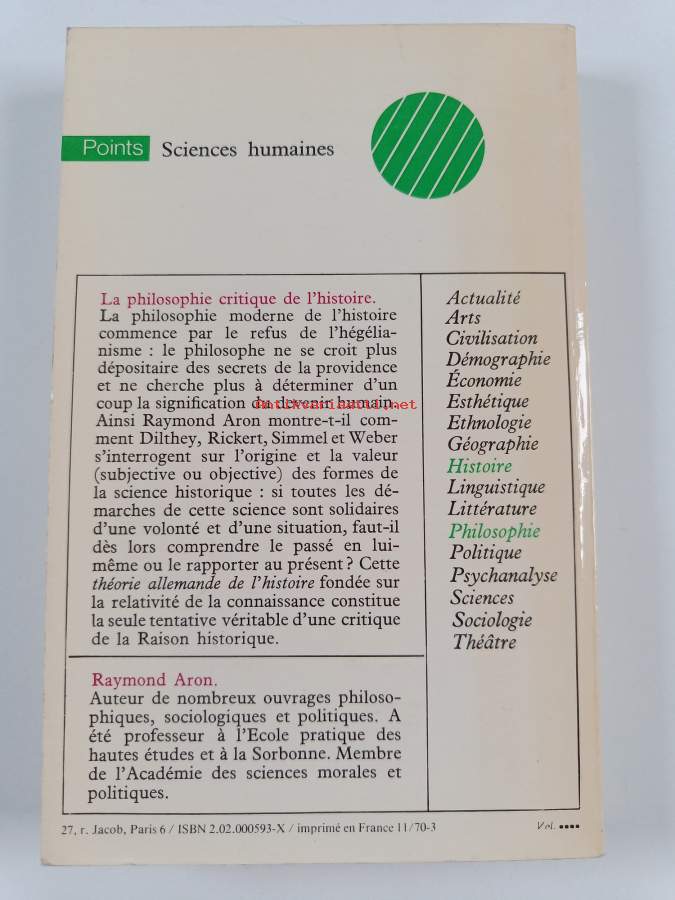 Points Sciences humaines
La philosophie critique de l'histoire.
La philosophie moderne de l'histoire
commence par le refus de l'hégélia-
nisme : le philosophe ne se croit plus
dépositaire des secrets de la providence
et ne cherche plus à déterminer d'un
coup la signification du devenir humain.
antikvariaatti.net
Ainsi Raymond Aron montre-t-il com-
ment Dilthey, Rickert, Simmel et Weber
s'interrogent sur l'origine et la valeur
(subjective ou objective) des formes de
la science historique : si toutes les dé-
marches de cette science sont solidaires
d'une volonté et d'une situation, faut-il
dès lors comprendre le passé en lui-
même ou le rapporter au présent ? Cette
théorie allemande de l'histoire fondée sur
la relativité de la connaissance constitue
la seule tentative véritable d'une critique
de la Raison historique.
Raymond Aron.
Auteur de nombreux ouvrages philoso-
phiques, sociologiques et politiques. A
été professeur à l'Ecole pratique des
hautes études et à la Sorbonne. Membre
de l'Académie des sciences morales et
politiques.
Actualité
Arts
Civilisation
Démographie
Économie
Esthétique
Ethnologie
Géographie
Histoire
Linguistique
Littérature
Philosophie
Politique
Psychanalyse
Sciences
Sociologie
Théâtre
27, r. Jacob, Paris 6 / ISBN 2.02.000593-X / imprimé en France 11/70-3
Vol. ▪▪▪▪